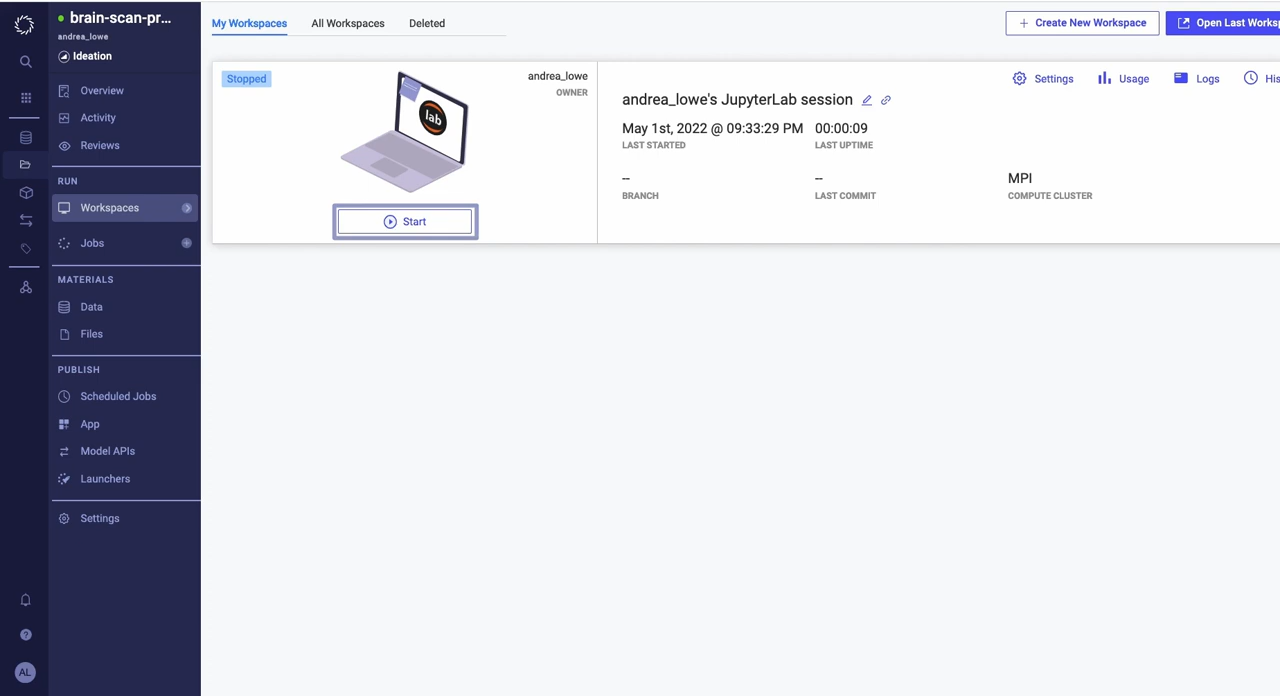 brain-scan-pr...
andrea_lowe
Ideation
Overview
Activity
Reviews
RUN
Workspaces
Jobs
MATERIALS
Data
Files
PUBLISH
Scheduled Jobs
App
Model APIs
Launchers
Settings
?
AL
My Workspaces All Workspaces Deleted
+ Create New Workspace
Open Last Worksp
Stopped
lab
andrea_lowe
OWNER
Start
Settings Usage Logs His
andrea_lowe's JupyterLab session
May 1st, 2022 @ 09:33:29 PM 00:00:09
LAST STARTED LAST UPTIME
-- -- MPI
BRANCH LAST COMMIT COMPUTE CLUSTER